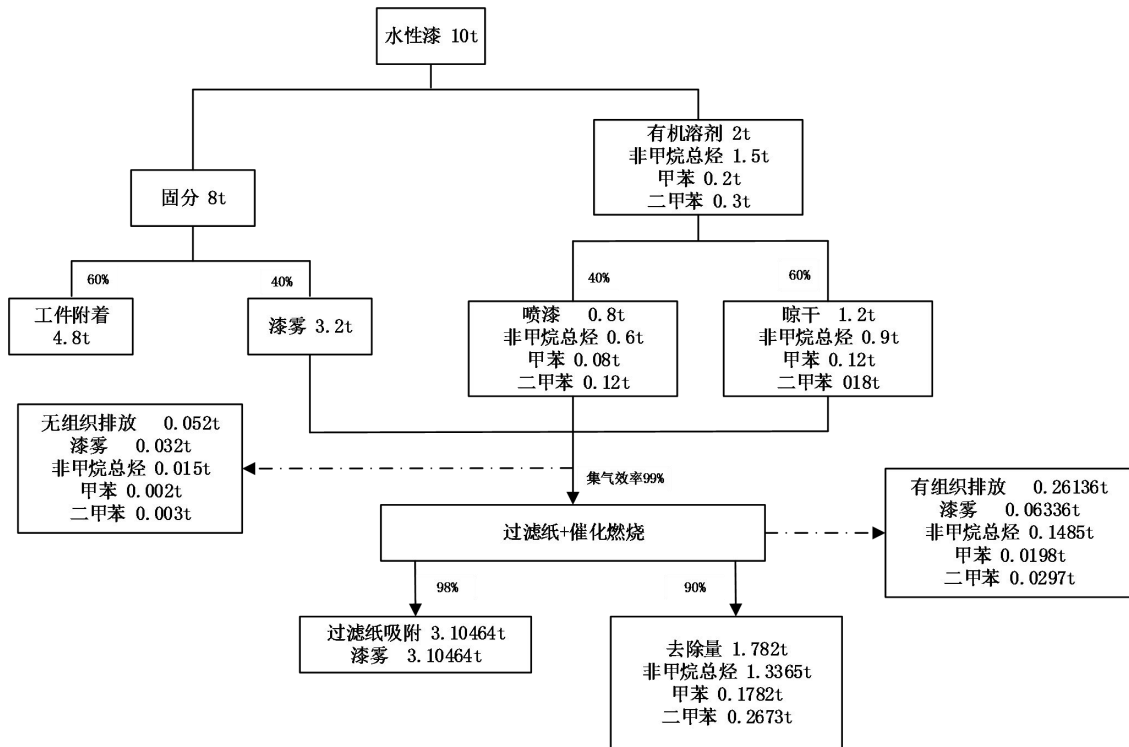 水性漆 10t
有机溶剂 2t
非甲烷总烃 1.5t
甲苯 0.2t
二甲苯 0.3t
固分 8t
60%
40%
40%
60%
工件附着
4.8t
漆雾 3.2t
喷漆 0.8t
非甲烷总烃 0.6t
甲苯 0.08t
二甲苯 0.12t
晾干 1.2t
非甲烷总烃 0.9t
甲苯 0.12t
二甲苯 018t
无组织排放 0.052t
漆雾 0.032t
非甲烷总烃 0.015t
甲苯 0.002t
二甲苯 0.003t
集气效率99%
有组织排放 0.26136t
漆雾 0.06336t
非甲烷总烃 0.1485t
甲苯 0.0198t
二甲苯 0.0297t
过滤纸+催化燃烧
98%
90%
过滤纸吸附 3.10464t
漆雾 3.10464t
去除量 1.782t
非甲烷总烃 1.3365t
甲苯 0.1782t
二甲苯 0.2673t